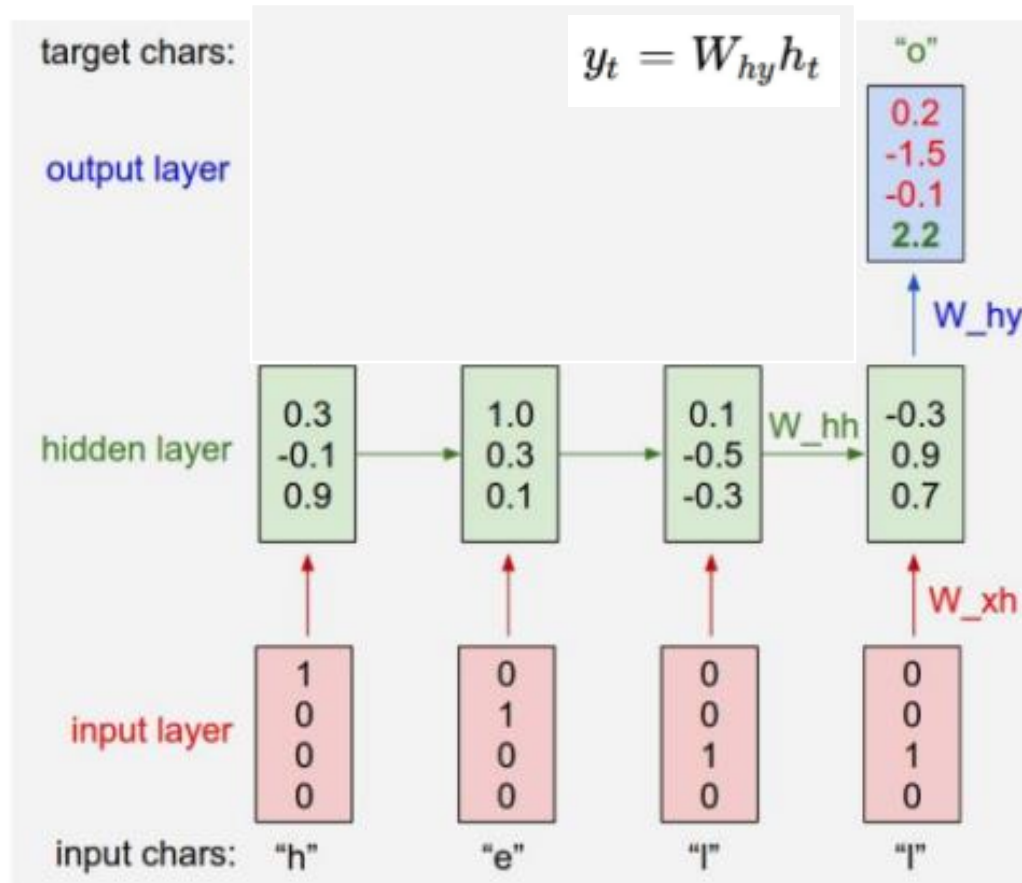 target chars: “o”
y_t = W_{hy} h_t
output layer
0.2
-1.5
-0.1
2.2
W_hy
hidden layer
0.3 1.0 0.1 -0.3
-0.1 0.3 -0.5 0.9
0.9 0.1 -0.3 0.7
W_hh
W_xh
input layer
1 0 0 0
0 1 0 0
0 0 1 1
0 0 0 0
input chars: “h” “e” “l” “l”